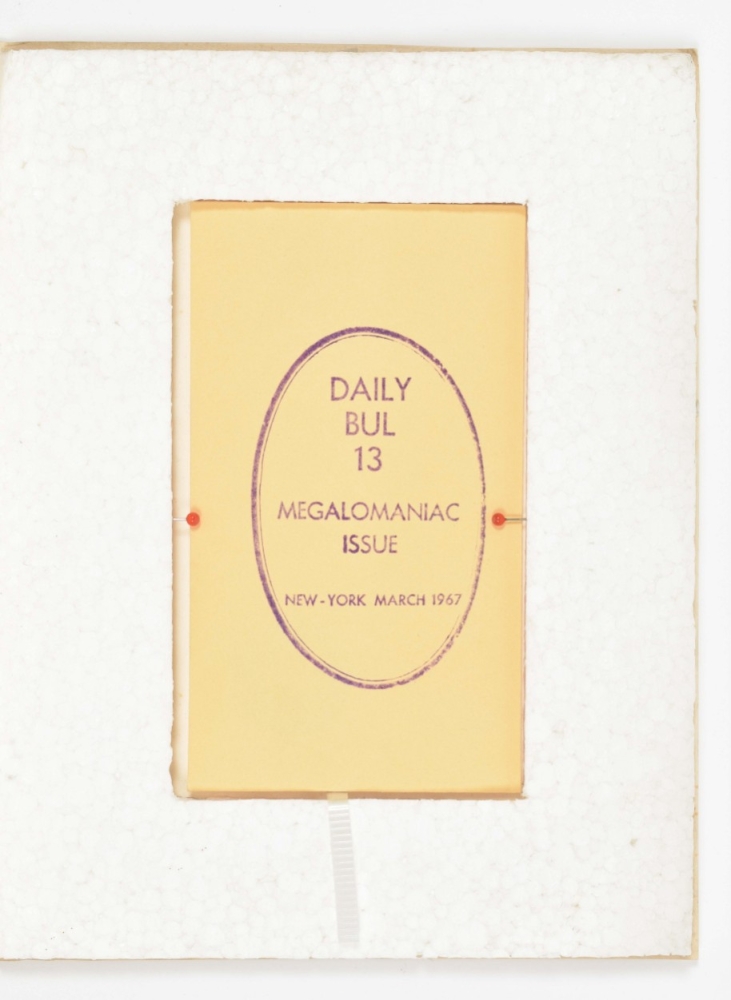 DAILY
BUL
13
MEGALOMANIAC
ISSUE
NEW-YORK MARCH 1967